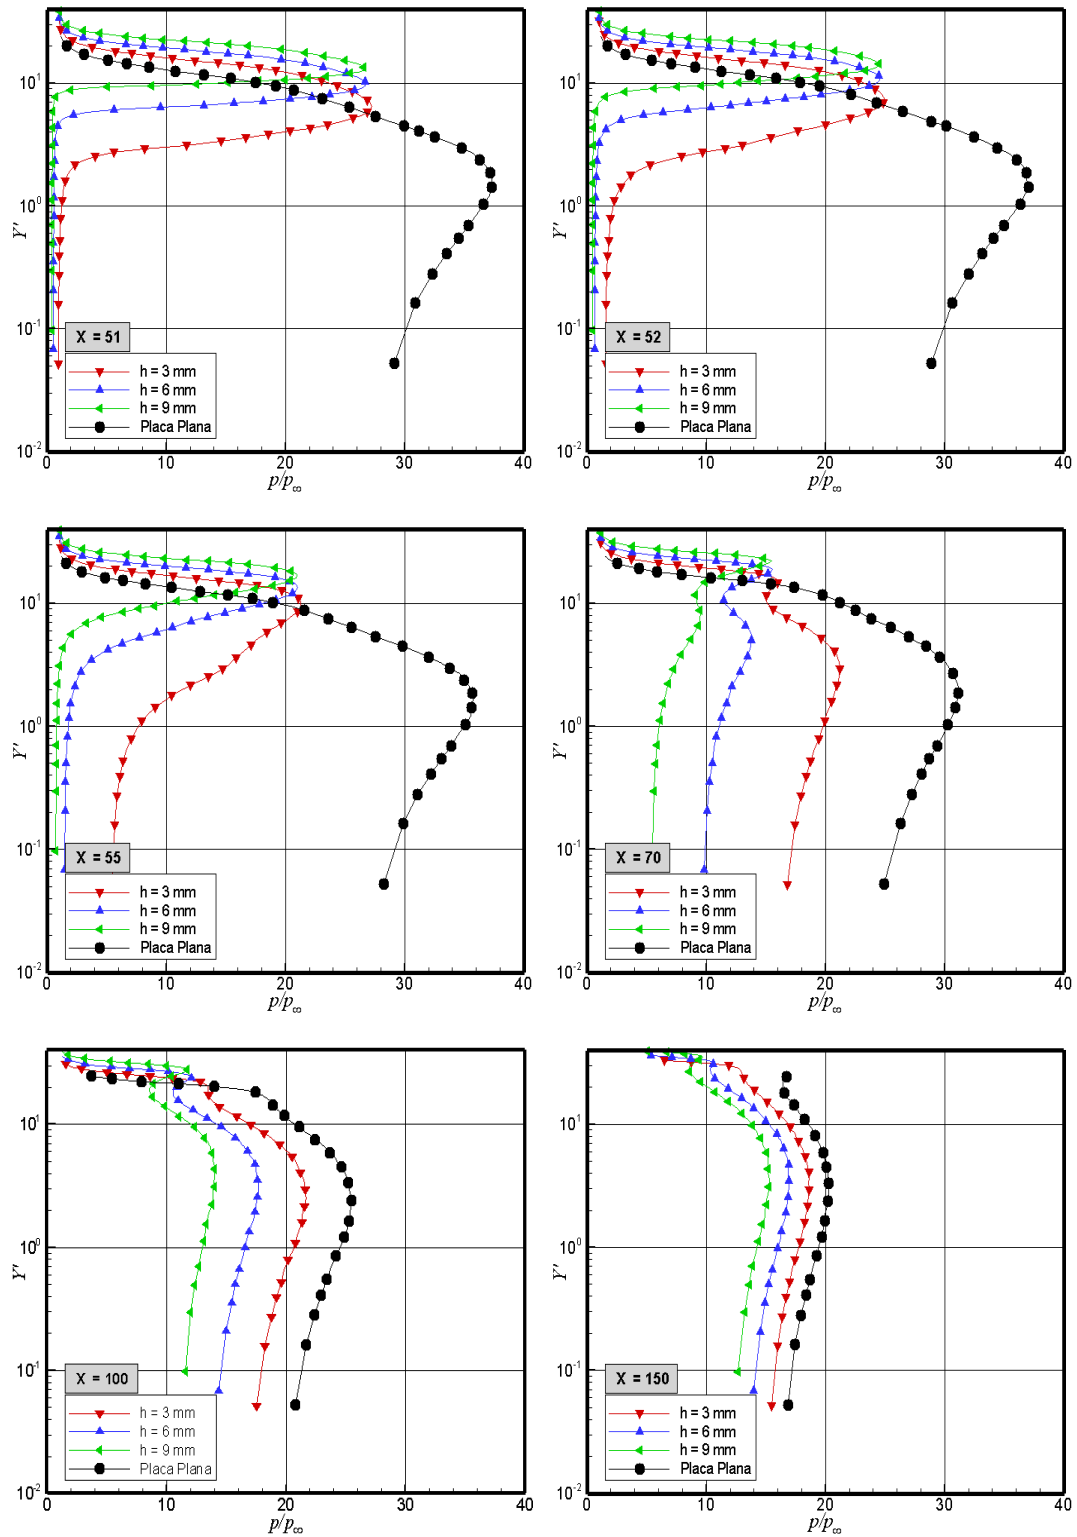 10¹
10⁰
10⁻¹
10⁻²
Y'
X = 51
h = 3 mm
h = 6 mm
h = 9 mm
Placa Plana
0 10 20 30 40
p/p∞
10¹
10⁰
10⁻¹
10⁻²
Y'
X = 52
h = 3 mm
h = 6 mm
h = 9 mm
Placa Plana
0 10 20 30 40
p/p∞
10¹
10⁰
10⁻¹
10⁻²
Y'
X = 55
h = 3 mm
h = 6 mm
h = 9 mm
Placa Plana
0 10 20 30 40
p/p∞
10¹
10⁰
10⁻¹
10⁻²
Y'
X = 70
h = 3 mm
h = 6 mm
h = 9 mm
Placa Plana
0 10 20 30 40
p/p∞
10¹
10⁰
10⁻¹
10⁻²
Y'
X = 100
h = 3 mm
h = 6 mm
h = 9 mm
Placa Plana
0 10 20 30 40
p/p∞
10¹
10⁰
10⁻¹
10⁻²
Y'
X = 150
h = 3 mm
h = 6 mm
h = 9 mm
Placa Plana
0 10 20 30 40
p/p∞